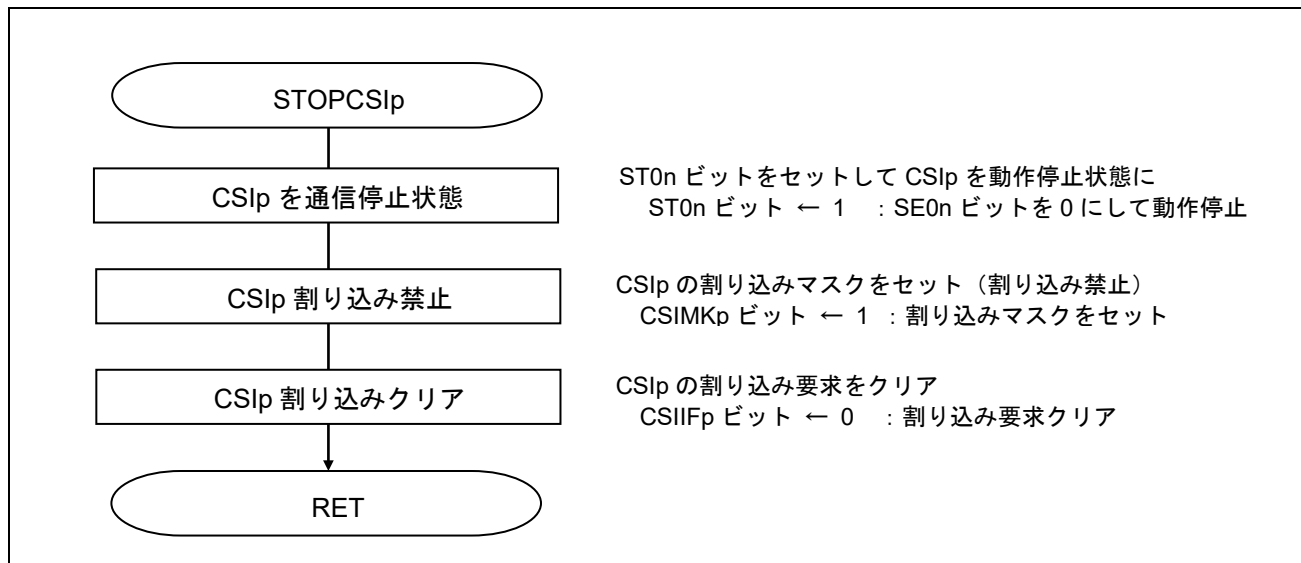 STOPCSIp
CSIp を通信停止状態
ST0n ビットをセットして CSIp を動作停止状態に
ST0n ビット ← 1 ：SE0n ビットを 0 にして動作停止
CSIp 割り込み禁止
CSIp の割り込みマスクをセット（割り込み禁止）
CSIMKp ビット ← 1 ：割り込みマスクをセット
CSIp 割り込みクリア
CSIp の割り込み要求をクリア
CSIIFp ビット ← 0 ：割り込み要求クリア
RET